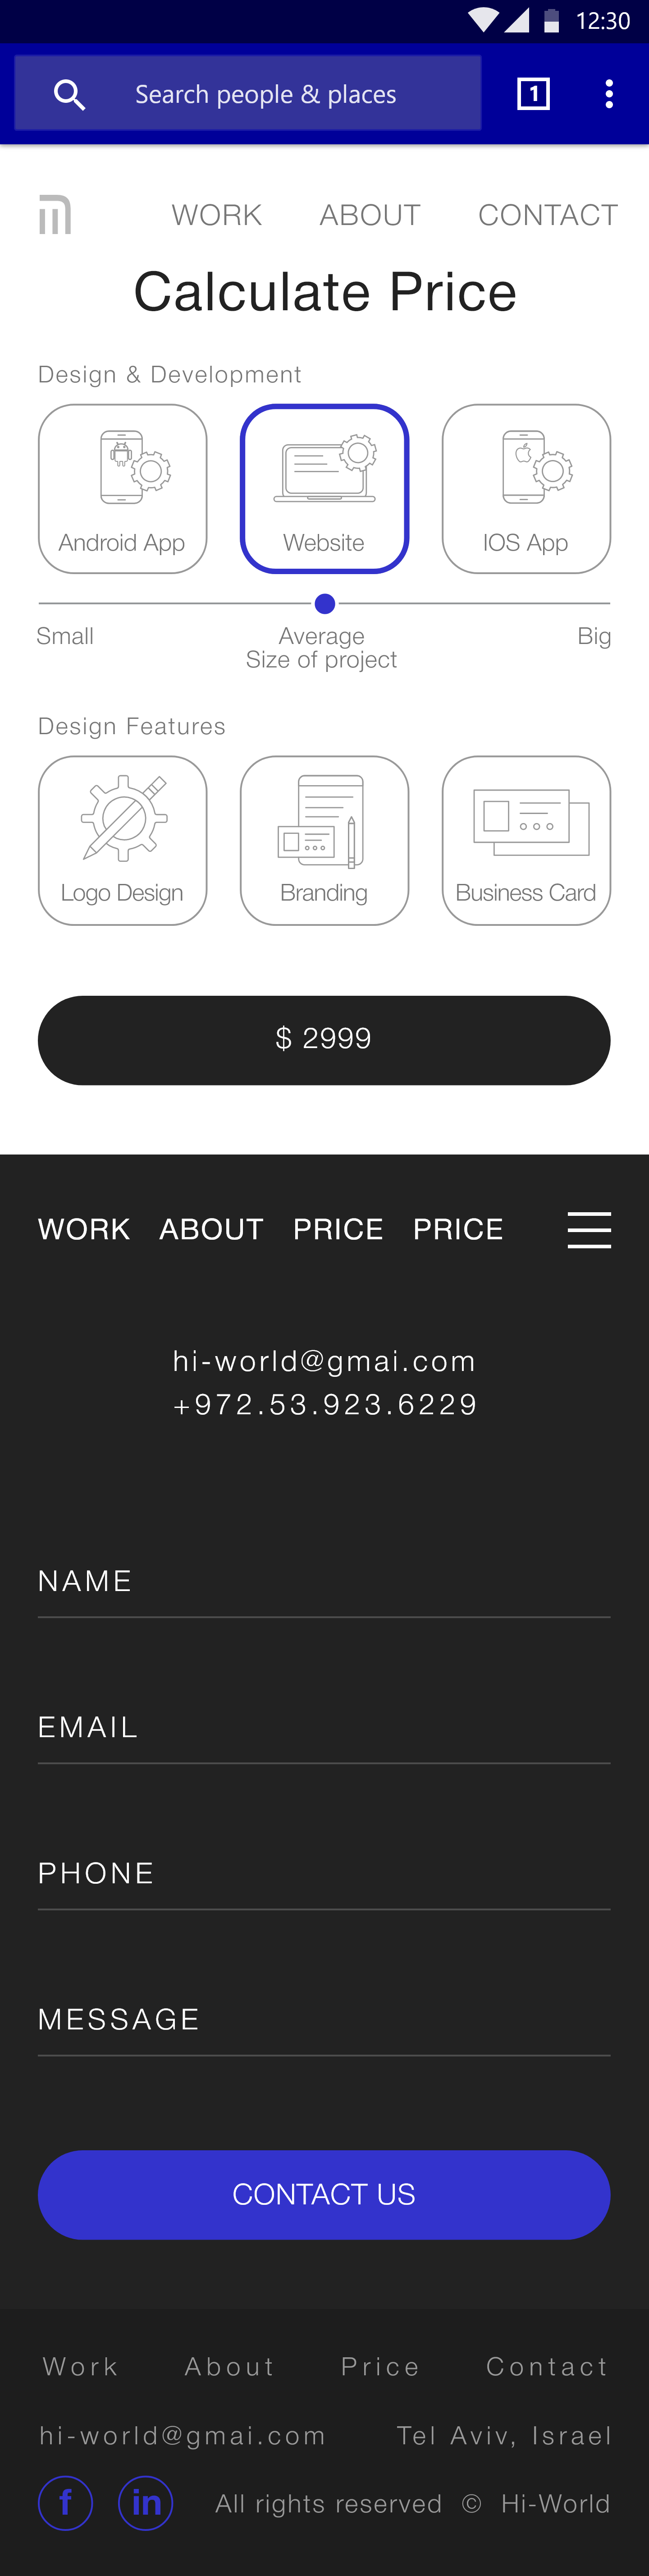 12:30
Search people & places 1
WORK ABOUT CONTACT
Calculate Price
Design & Development
Android App Website IOS App
Small Average Big
Size of project
Design Features
Logo Design Branding Business Card
$ 2999
WORK ABOUT PRICE PRICE
hi-world@gmai.com
+972.53.923.6229
NAME
EMAIL
PHONE
MESSAGE
CONTACT US
Work About Price Contact
hi-world@gmai.com Tel Aviv, Israel
f in All rights reserved © Hi-World